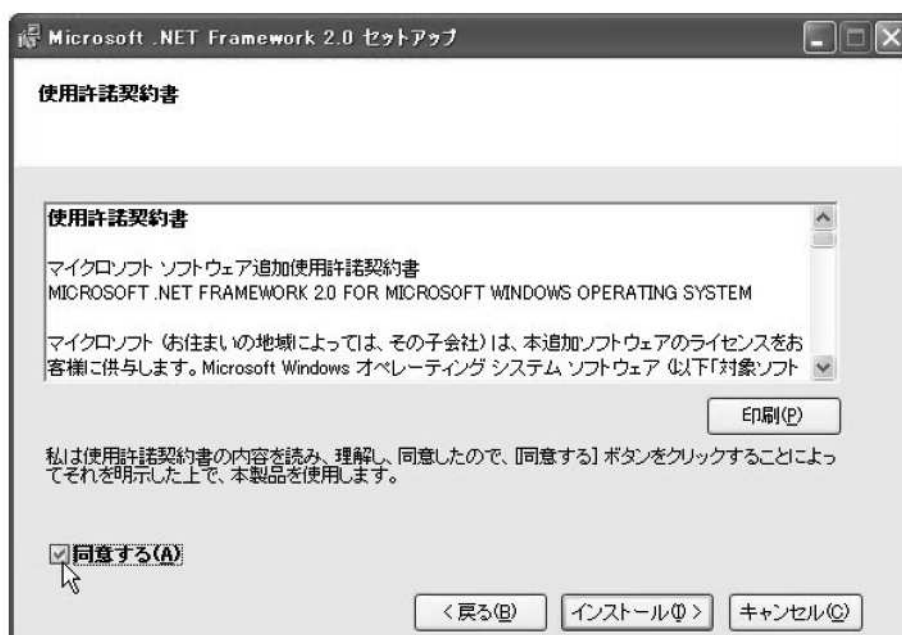 Microsoft .NET Framework 2.0 セットアップ
使用許諾契約書
使用許諾契約書
マイクロソフト ソフトウェア追加使用許諾契約書
MICROSOFT .NET FRAMEWORK 2.0 FOR MICROSOFT WINDOWS OPERATING SYSTEM
マイクロソフト (お住まいの地域によっては、その子会社) は、本追加ソフトウェアのライセンスをお
客様に供与します。Microsoft Windows オペレーティング システム ソフトウェア (以下「対象ソフト
印刷(P)
私は使用許諾契約書の内容を読み、理解し、同意したので、[同意する] ボタンをクリックすることによっ
てそれを明示した上で、本製品を使用します。
同意する(A)
< 戻る(B) インストール(I) > キャンセル(C)